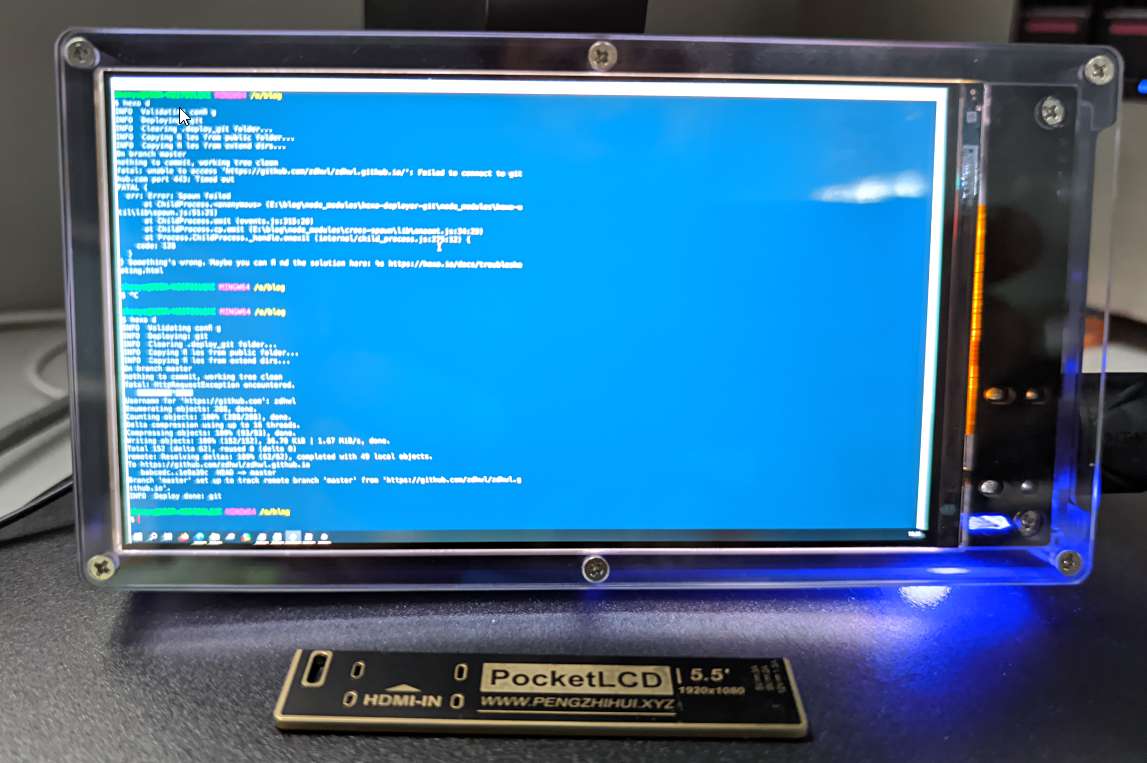 MINGW64 /e/blog
$ hexo d
INFO  Validating config
INFO  Deploying: git
INFO  Clearing .deploy_git folder...
INFO  Copying files from public folder...
INFO  Copying files from extend dirs...
On branch master
nothing to commit, working tree clean
fatal: unable to access 'https://github.com/zdhwl/zdhwl.github.io/': Failed to connect to git
hub.com port 443: Timed out
FATAL {
err: Error: Spawn failed
at ChildProcess.<anonymous> (E:\blog\node_modules\hexo-deployer-git\node_modules\hexo-u
til\lib\spawn.js:51:21)
at ChildProcess.emit (events.js:315:20)
at ChildProcess.cp.emit (E:\blog\node_modules\cross-spawn\lib\enoent.js:34:29)
at Process.ChildProcess._handle.onexit (internal/child_process.js:275:12) {
code: 128
}
} Something's wrong. Maybe you can find the solution here: %s https://hexo.io/docs/troublesho
oting.html
MINGW64 /e/blog
$ ^C
MINGW64 /e/blog
$ hexo d
INFO  Validating config
INFO  Deploying: git
INFO  Clearing .deploy_git folder...
INFO  Copying files from public folder...
INFO  Copying files from extend dirs...
On branch master
nothing to commit, working tree clean
fatal: HttpRequestException encountered.
Username for 'https://github.com': zdhwl
Enumerating objects: 288, done.
Counting objects: 100% (288/288), done.
Delta compression using up to 16 threads.
Compressing objects: 100% (93/93), done.
Writing objects: 100% (152/152), 36.70 KiB | 1.67 MiB/s, done.
Total 152 (delta 62), reused 0 (delta 0)
remote: Resolving deltas: 100% (62/62), completed with 49 local objects.
To https://github.com/zdhwl/zdhwl.github.io
HEAD -> master
Branch 'master' set up to track remote branch 'master' from 'https://github.com/zdhwl/zdhwl.g
ithub.io'.
INFO  Deploy done: git
MINGW64 /e/blog
$
HDMI-IN
PocketLCD
WWW.PENGZHIHUI.XYZ
5.5'
1920x1080